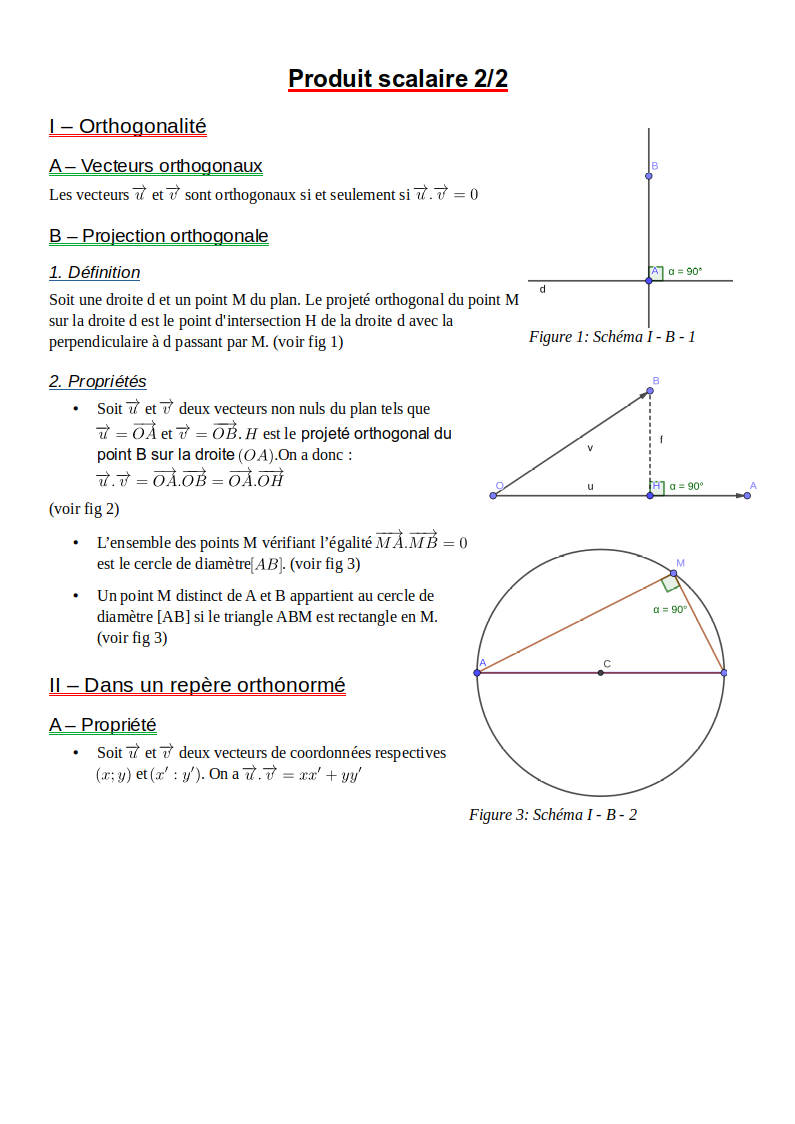 Produit scalaire 2/2
I – Orthogonalité
A – Vecteurs orthogonaux
Les vecteurs $\overrightarrow{u}$ et $\overrightarrow{v}$ sont orthogonaux si et seulement si $\overrightarrow{u}.\overrightarrow{v} = 0$
B – Projection orthogonale
1. Définition
Soit une droite d et un point M du plan. Le projeté orthogonal du point M
sur la droite d est le point d'intersection H de la droite d avec la
perpendiculaire à d passant par M. (voir fig 1)
B
A
α = 90°
d
Figure 1: Schéma I - B - 1
2. Propriétés
• Soit $\overrightarrow{u}$ et $\overrightarrow{v}$ deux vecteurs non nuls du plan tels que
$\overrightarrow{u} = \overrightarrow{OA}$ et $\overrightarrow{v} = \overrightarrow{OB}$. $H$ est le projeté orthogonal du
point B sur la droite $(OA)$.On a donc :
$\overrightarrow{u}.\overrightarrow{v} = \overrightarrow{OA}.\overrightarrow{OB} = \overrightarrow{OA}.\overrightarrow{OH}$
(voir fig 2)
B
v
f
O
u
H
α = 90°
A
• L’ensemble des points M vérifiant l’égalité $\overrightarrow{MA}.\overrightarrow{MB} = 0$
est le cercle de diamètre$[AB]$. (voir fig 3)
• Un point M distinct de A et B appartient au cercle de
diamètre [AB] si le triangle ABM est rectangle en M.
(voir fig 3)
M
α = 90°
A
C
Figure 3: Schéma I - B - 2
II – Dans un repère orthonormé
A – Propriété
• Soit $\overrightarrow{u}$ et $\overrightarrow{v}$ deux vecteurs de coordonnées respectives
$(x; y)$ et $(x' : y')$. On a $\overrightarrow{u}.\overrightarrow{v} = xx' + yy'$